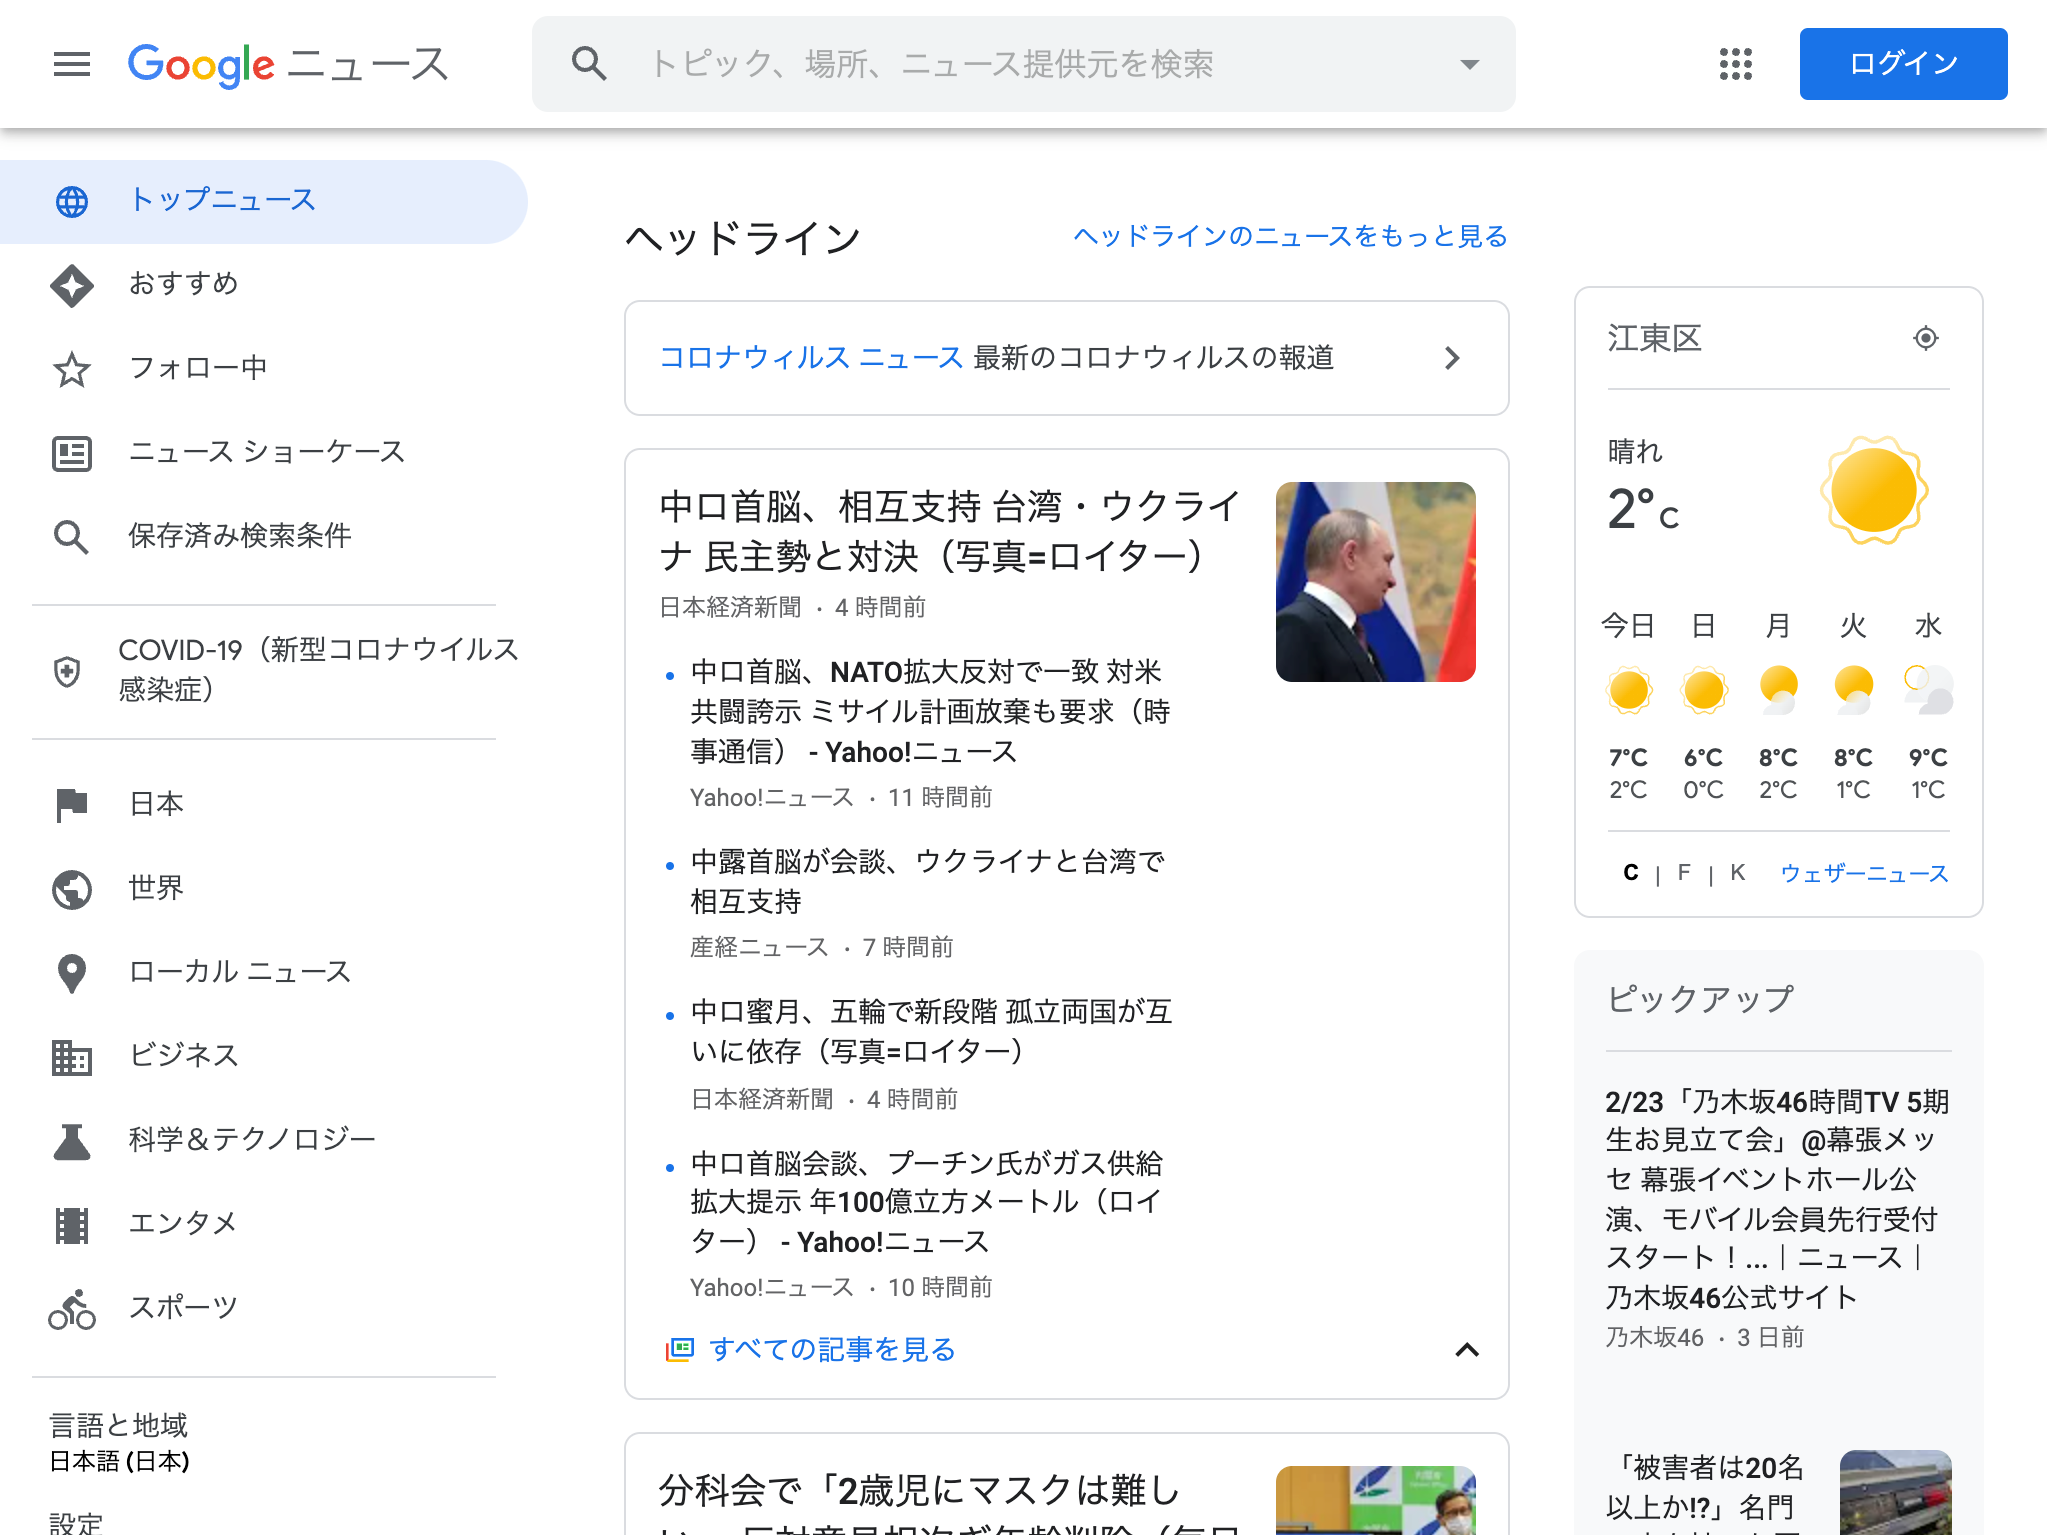 Google ニュース
トピック、場所、ニュース提供元を検索
ログイン
トップニュース
おすすめ
フォロー中
ニュース ショーケース
保存済み検索条件
COVID-19（新型コロナウイルス
感染症）
日本
世界
ローカル ニュース
ビジネス
科学＆テクノロジー
エンタメ
スポーツ
言語と地域
日本語 (日本)
設定
ヘッドライン
ヘッドラインのニュースをもっと見る
コロナウィルス ニュース 最新のコロナウィルスの報道
中ロ首脳、相互支持 台湾・ウクライ
ナ 民主勢と対決（写真=ロイター）
日本経済新聞 · 4 時間前
中ロ首脳、NATO拡大反対で一致 対米
共闘誇示 ミサイル計画放棄も要求（時
事通信） - Yahoo!ニュース
Yahoo!ニュース · 11 時間前
中露首脳が会談、ウクライナと台湾で
相互支持
産経ニュース · 7 時間前
中ロ蜜月、五輪で新段階 孤立両国が互
いに依存（写真=ロイター）
日本経済新聞 · 4 時間前
中ロ首脳会談、プーチン氏がガス供給
拡大提示 年100億立方メートル（ロイ
ター） - Yahoo!ニュース
Yahoo!ニュース · 10 時間前
すべての記事を見る
分科会で「2歳児にマスクは難し
江東区
晴れ
2°C
今日 日 月 火 水
7°C 6°C 8°C 8°C 9°C
2°C 0°C 2°C 1°C 1°C
C | F | K ウェザーニュース
ピックアップ
2/23「乃木坂46時間TV 5期
生お見立て会」@幕張メッ
セ 幕張イベントホール公
演、モバイル会員先行受付
スタート！...｜ニュース｜
乃木坂46公式サイト
乃木坂46 · 3 日前
「被害者は20名
以上か!?」名門